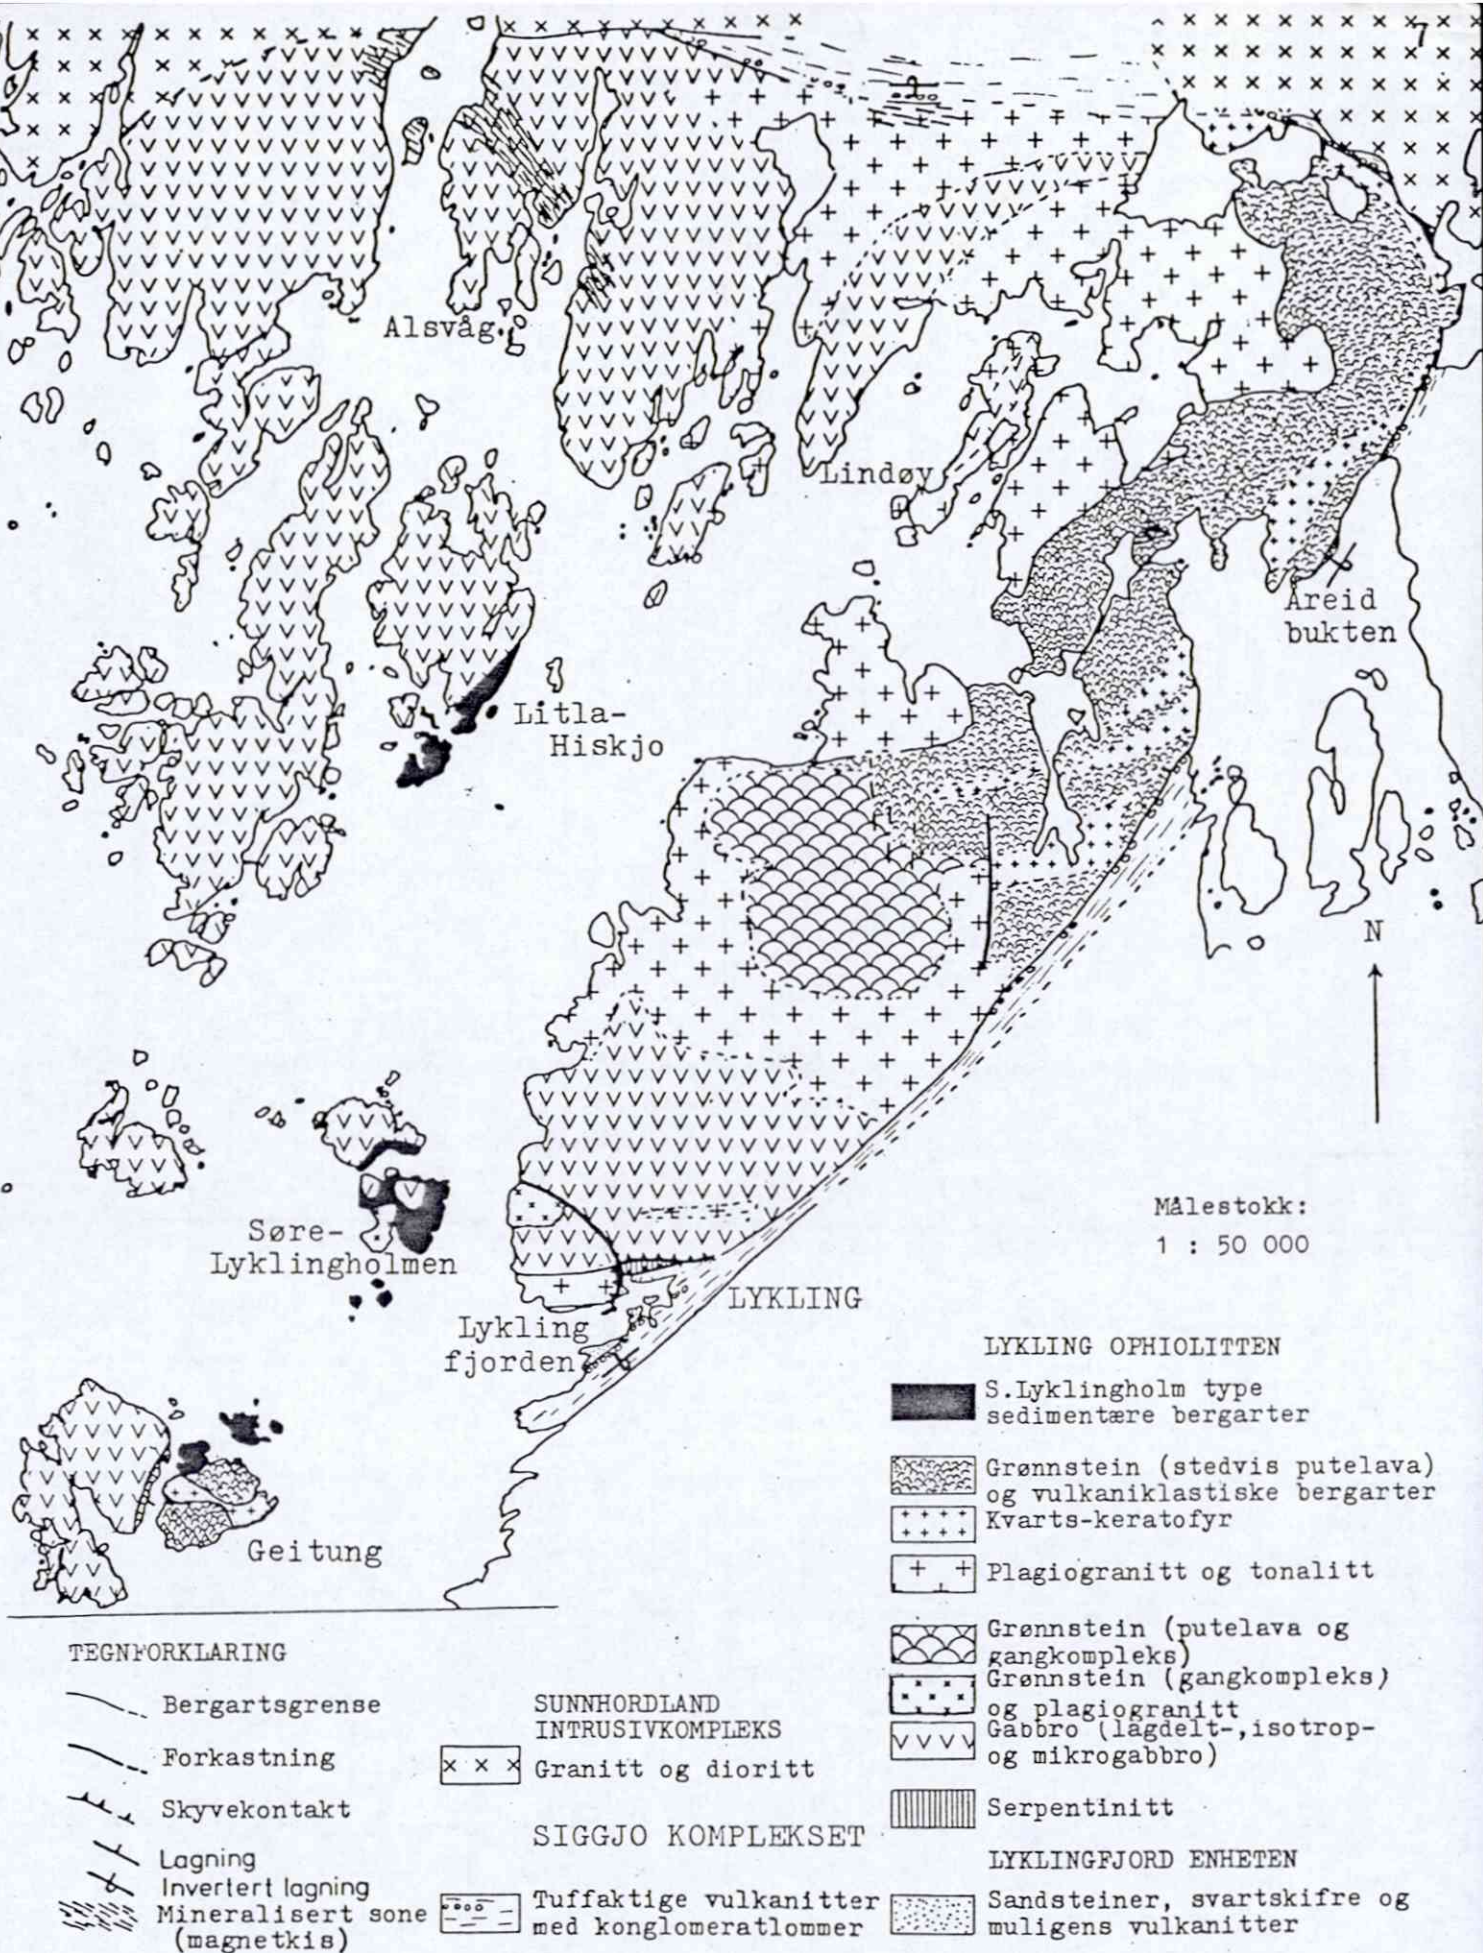 7
Alsvåg
Lindøy
Åreid
bukten
Litla-
Hiskjo
N
Målestokk:
1 : 50 000
Søre-
Lyklingholmen
LYKLING
Lykling
fjorden
Geitung
LYKLING OPHIOLITTEN
S.Lyklingholm type
sedimentære bergarter
Grønnstein (stedvis putelava)
og vulkaniklastiske bergarter
Kvarts-keratofyr
Plagiogranitt og tonalitt
Grønnstein (putelava og
gangkompleks)
Grønnstein (gangkompleks)
og plagiogranitt
Gabbro (lagdelt-,isotrop-
og mikrogabbro)
Serpentinitt
LYKLINGFJORD ENHETEN
Sandsteiner, svartskifre og
muligens vulkanitter
TEGNFORKLARING
Bergartsgrense
Forkastning
Skyvekontakt
Lagning
Invertert lagning
Mineralisert sone
(magnetkis)
SUNNHORDLAND
INTRUSIVKOMPLEKS
Granitt og dioritt
SIGGJO KOMPLEKSET
Tuffaktige vulkanitter
med konglomeratlommer